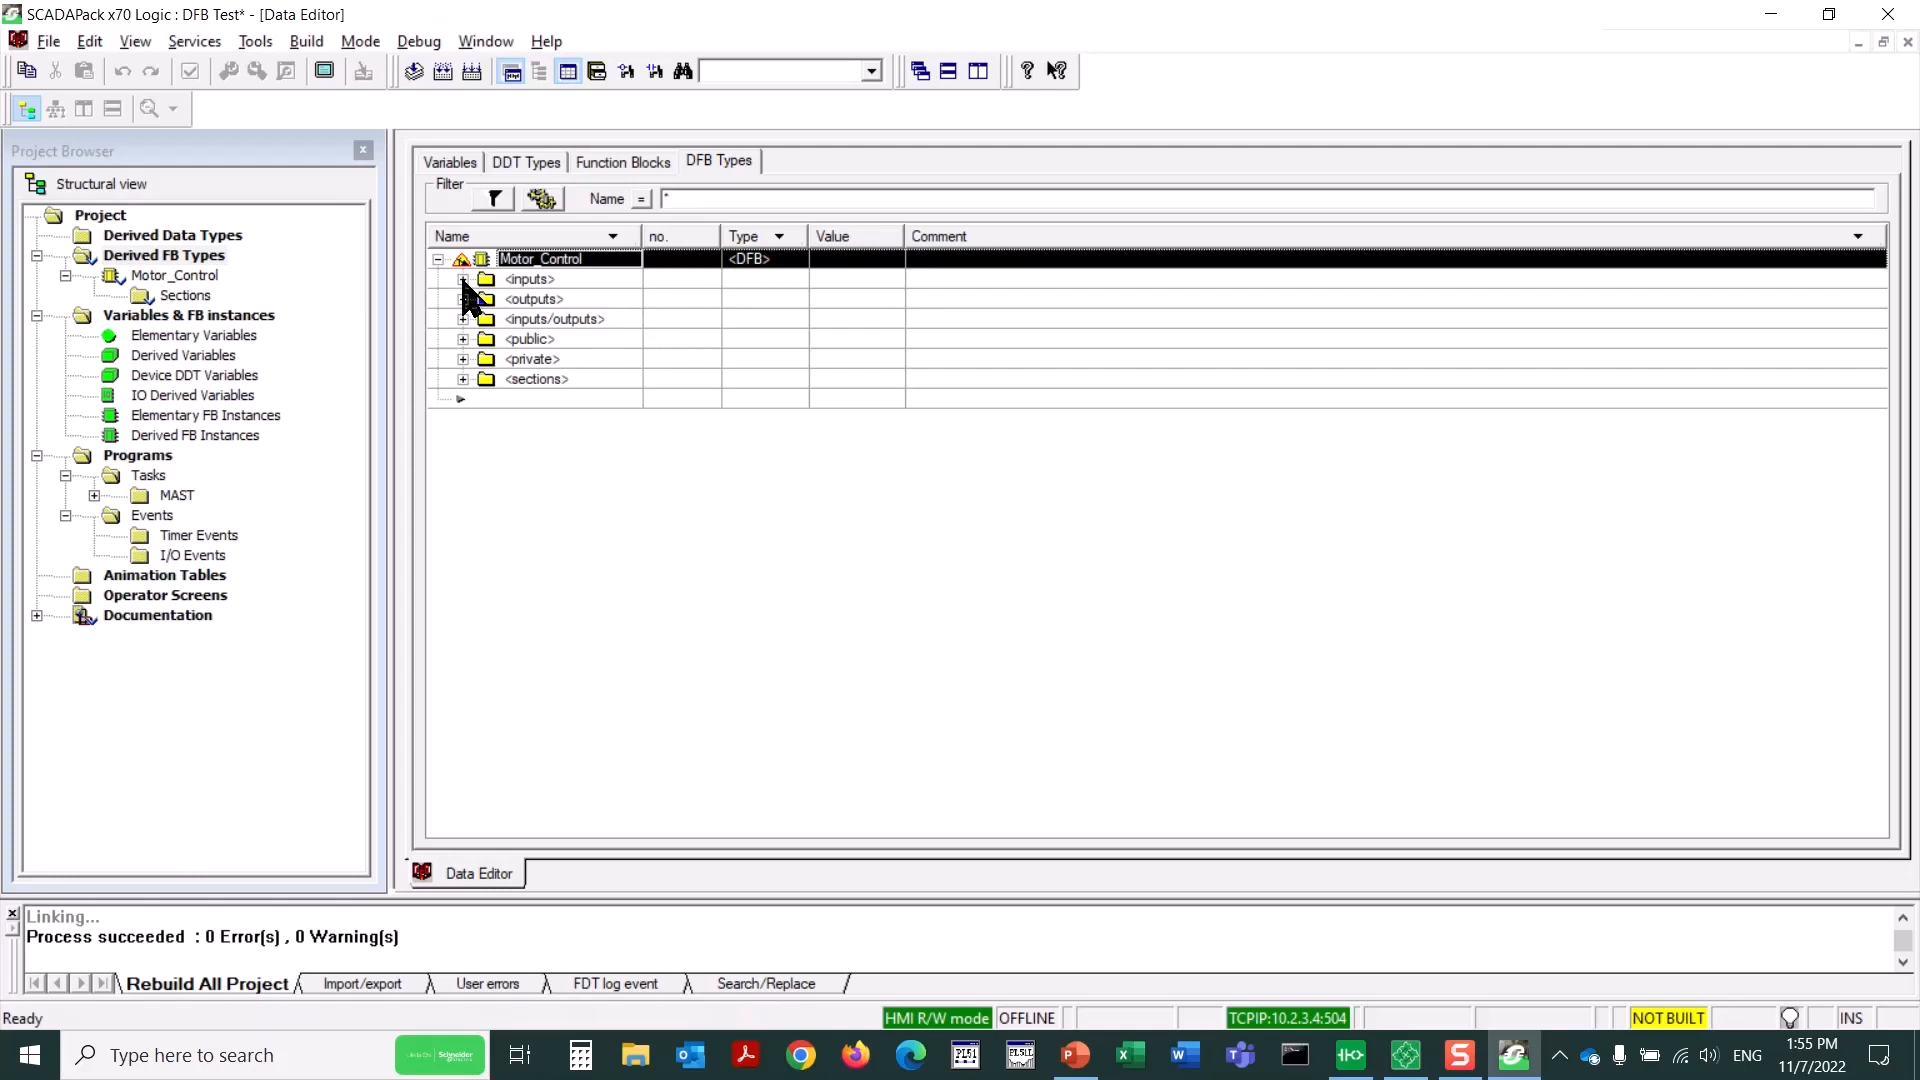 SCADAPack x70 Logic : DFB Test* - [Data Editor]
File Edit View Services Tools Build Mode Debug Window Help
Project Browser
Structural view
Project
Derived Data Types
Derived FB Types
Motor_Control
Sections
Variables & FB instances
Elementary Variables
Derived Variables
Device DDT Variables
IO Derived Variables
Elementary FB Instances
Derived FB Instances
Programs
Tasks
MAST
Events
Timer Events
I/O Events
Animation Tables
Operator Screens
Documentation
Variables DDT Types Function Blocks DFB Types
Filter
Name = *
Name no. Type Value Comment
Motor_Control <DFB>
<inputs>
<outputs>
<inputs/outputs>
<public>
<private>
<sections>
Data Editor
Linking...
Process succeeded : 0 Error(s) , 0 Warning(s)
Rebuild All Project Import/export User errors FDT log event Search/Replace
Ready HMI R/W mode OFFLINE TCPIP:10.2.3.4:504 NOT BUILT INS
Type here to search
Schneider
PL51
ENG
1:55 PM
11/7/2022